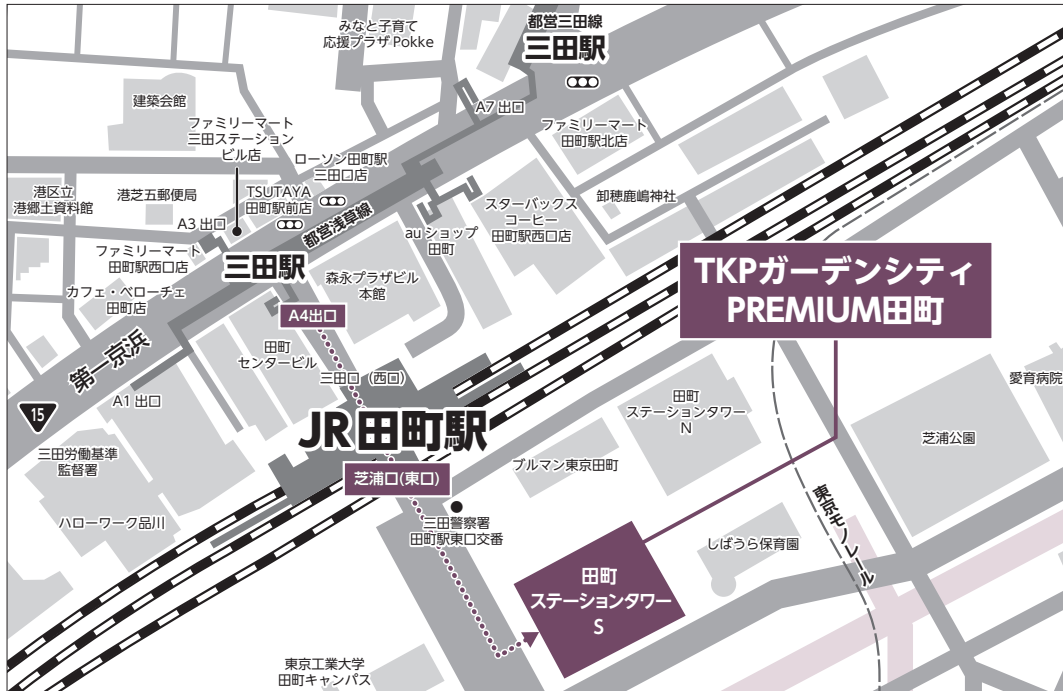 みなと子育て
応援プラザ Pokke
都営三田線
三田駅
建築会館
ファミリーマート
三田ステーション
ビル店
A7 出口
ファミリーマート
田町駅北店
ローソン田町駅
三田口店
港区立
港郷土資料館
港芝五郵便局
TSUTAYA
田町駅前店
A3 出口
都営浅草線
au ショップ
田町
スターバックス
コーヒー
田町駅西口店
卸穂鹿嶋神社
ファミリーマート
田町駅西口店
三田駅
森永プラザビル
本館
カフェ・ベローチェ
田町店
A4出口
TKPガーデンシティ
PREMIUM田町
第一京浜
田町
センタービル
三田口（西口）
A1 出口
15
JR 田町駅
田町
ステーションタワー
N
愛育病院
芝浦公園
三田労働基準
監督署
プルマン東京田町
芝浦口(東口)
ハローワーク品川
三田警察署
田町駅東口交番
しばうら保育園
東京モノレール
田町
ステーションタワー
S
東京工業大学
田町キャンパス